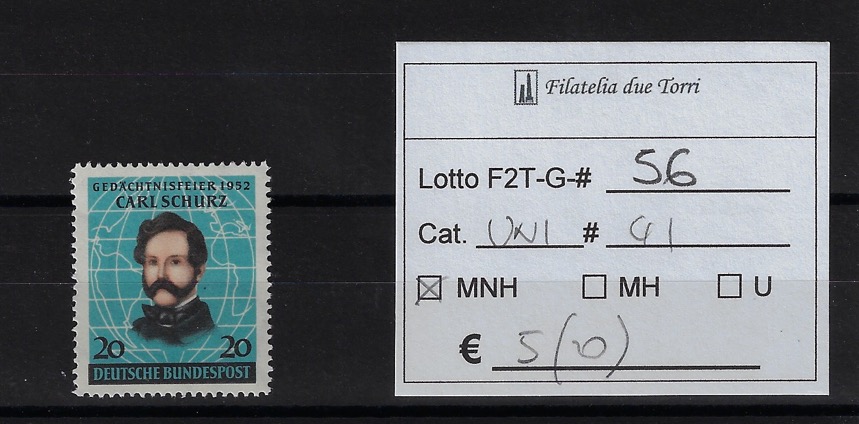 GEDÄCHTNISFEIER 1952
CARL SCHURZ
20 20
DEUTSCHE BUNDESPOST
Filatelia due Torri
Lotto F2T-G-# 56
Cat. UNI # 41
MNH MH U
€ 5 (20)